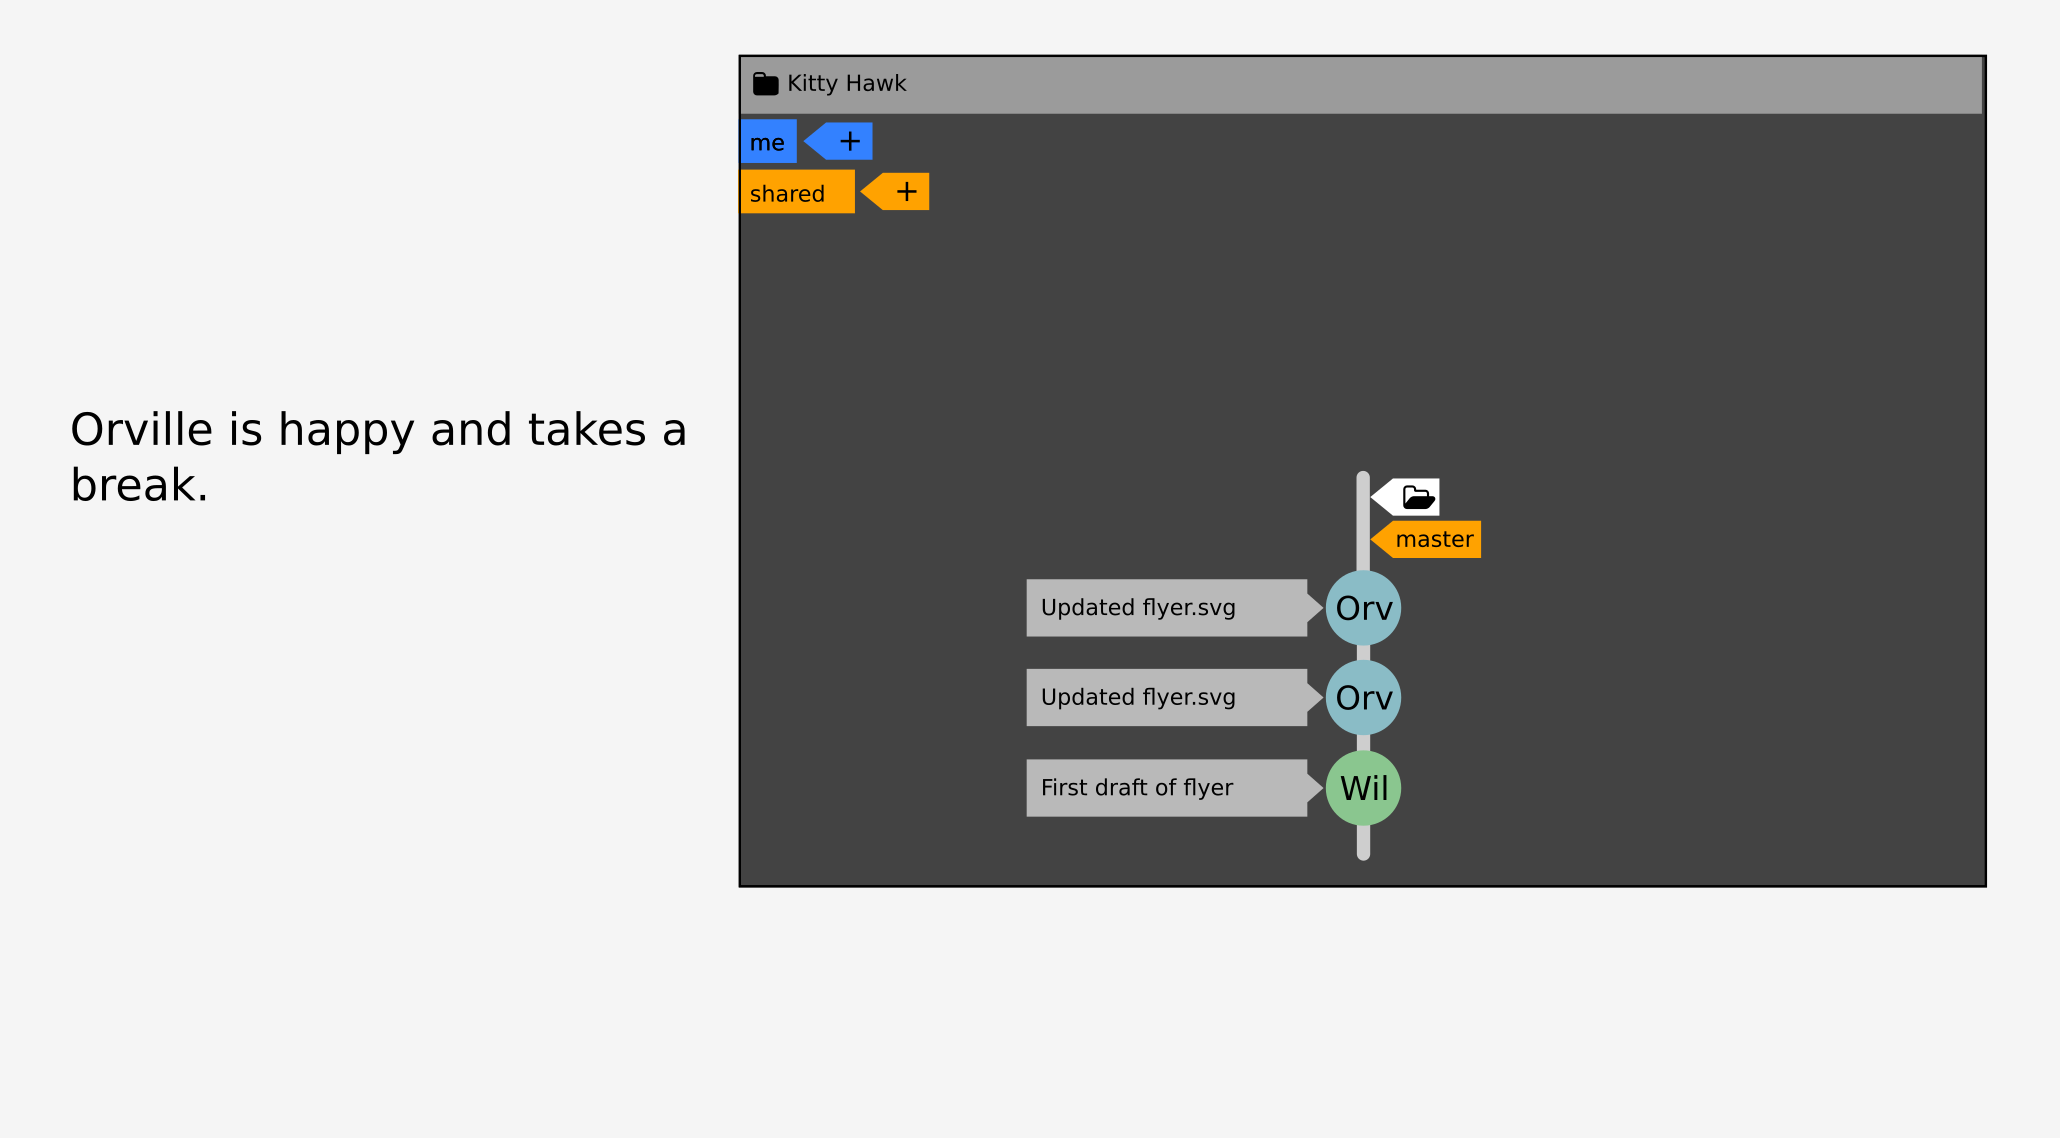 Orville is happy and takes a
break.
Kitty Hawk
me +
shared +
master
Updated flyer.svg Orv
Updated flyer.svg Orv
First draft of flyer Wil